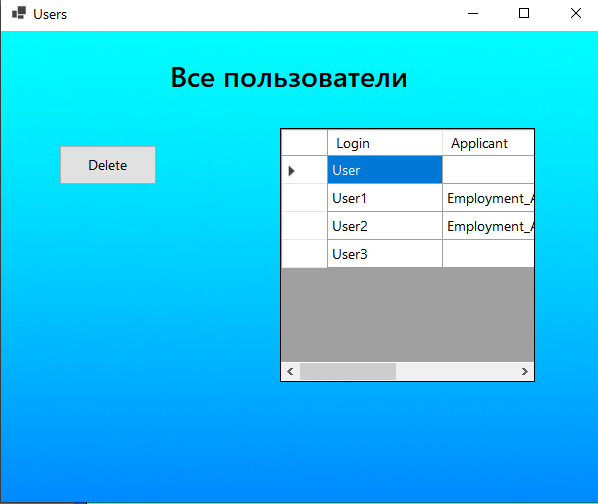 Users
Все пользователи
Delete
Login Applicant
User
User1 Employment_A
User2 Employment_A
User3